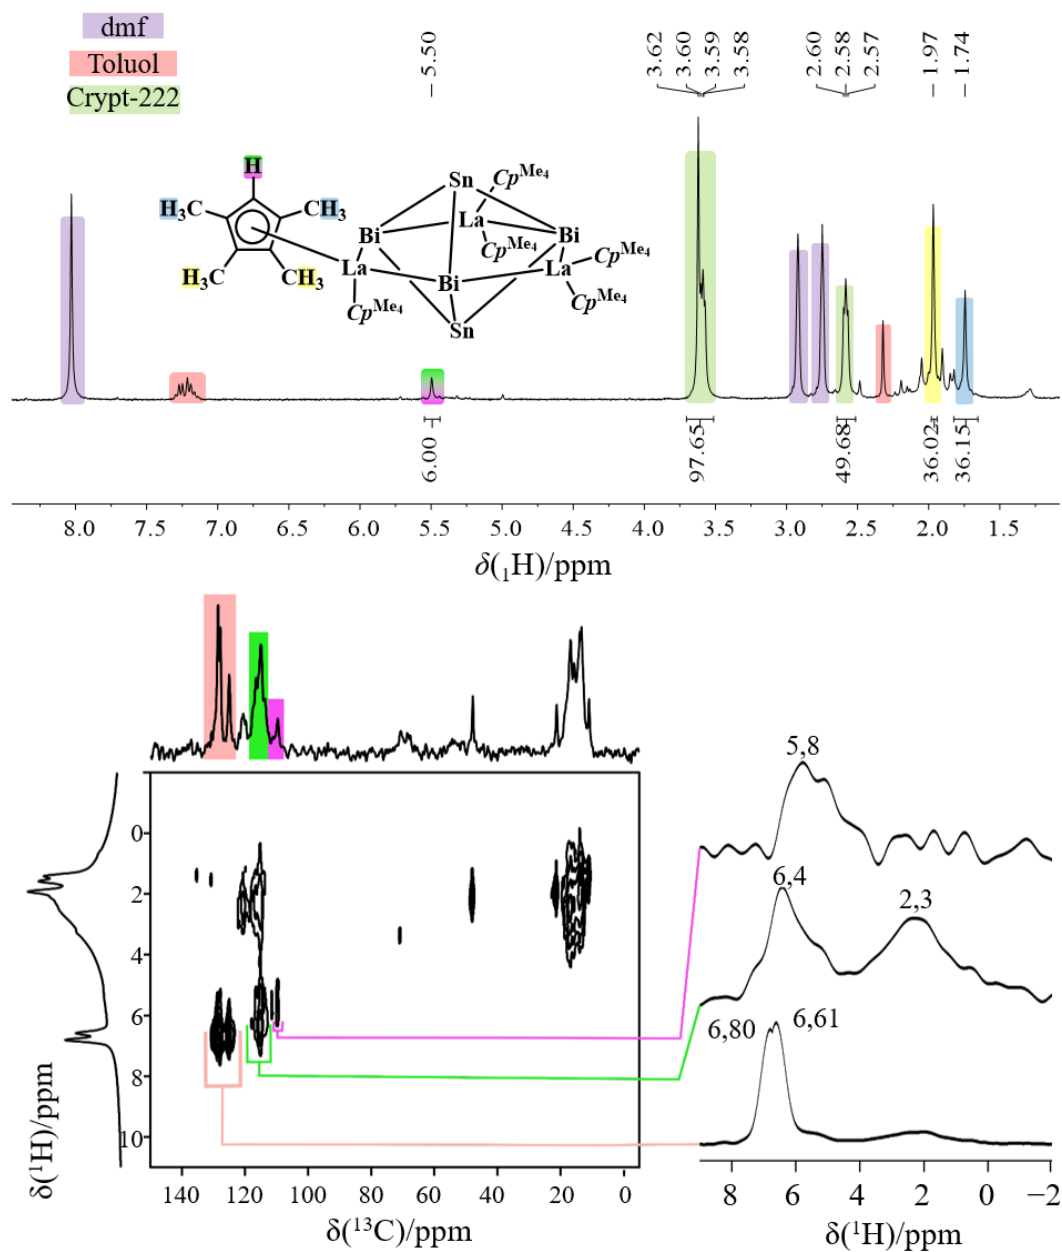 dmf
Toluol
Crypt-222
5.50
3.62
3.60
3.59
3.58
2.60
2.58
2.57
1.97
1.74
H
H₃C
CH₃
H₃C
CH₃
Sn
Cpᴹᵉ⁴
La
Cpᴹᵉ⁴
Bi
Bi
La
Cpᴹᵉ⁴
Bi
La
Cpᴹᵉ⁴
Cpᴹᵉ⁴
Sn
6.00
97.65
49.68
36.02
36.15
8.0 7.5 7.0 6.5 6.0 5.5 5.0 4.5 4.0 3.5 3.0 2.5 2.0 1.5
δ(₁H)/ppm
5,8
6,4
2,3
6,80
6,61
0
2
4
6
8
10
δ(¹H)/ppm
140 120 100 80 60 40 20 0
δ(¹³C)/ppm
8 6 4 2 0 −2
δ(¹H)/ppm